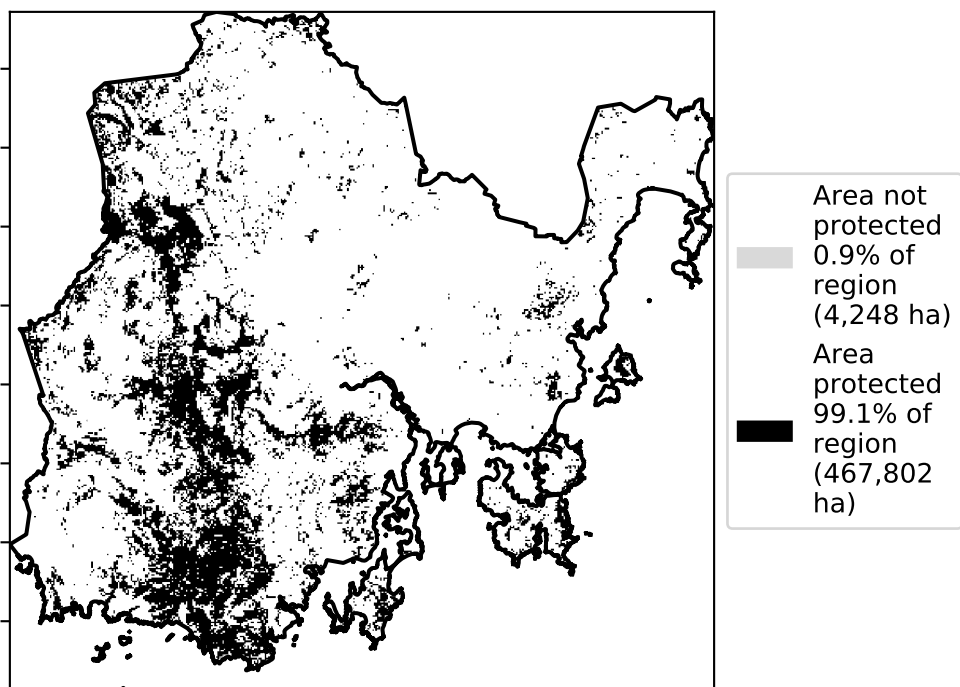 Area not
protected
0.9% of
region
(4,248 ha)
Area
protected
99.1% of
region
(467,802
ha)